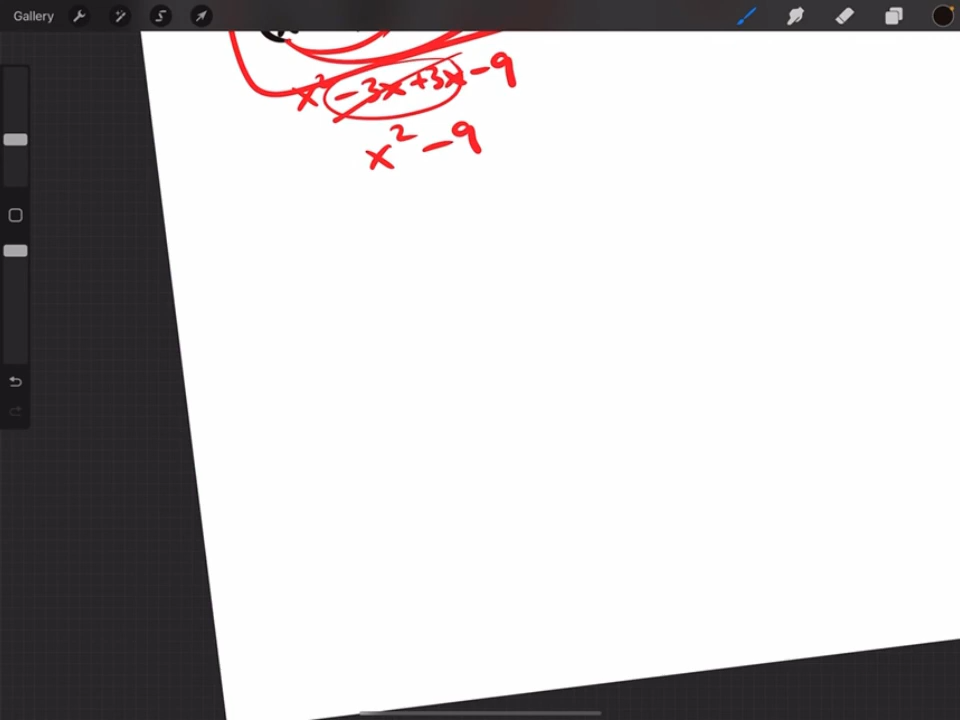 Gallery
x² - 3x + 3x - 9
x² - 9